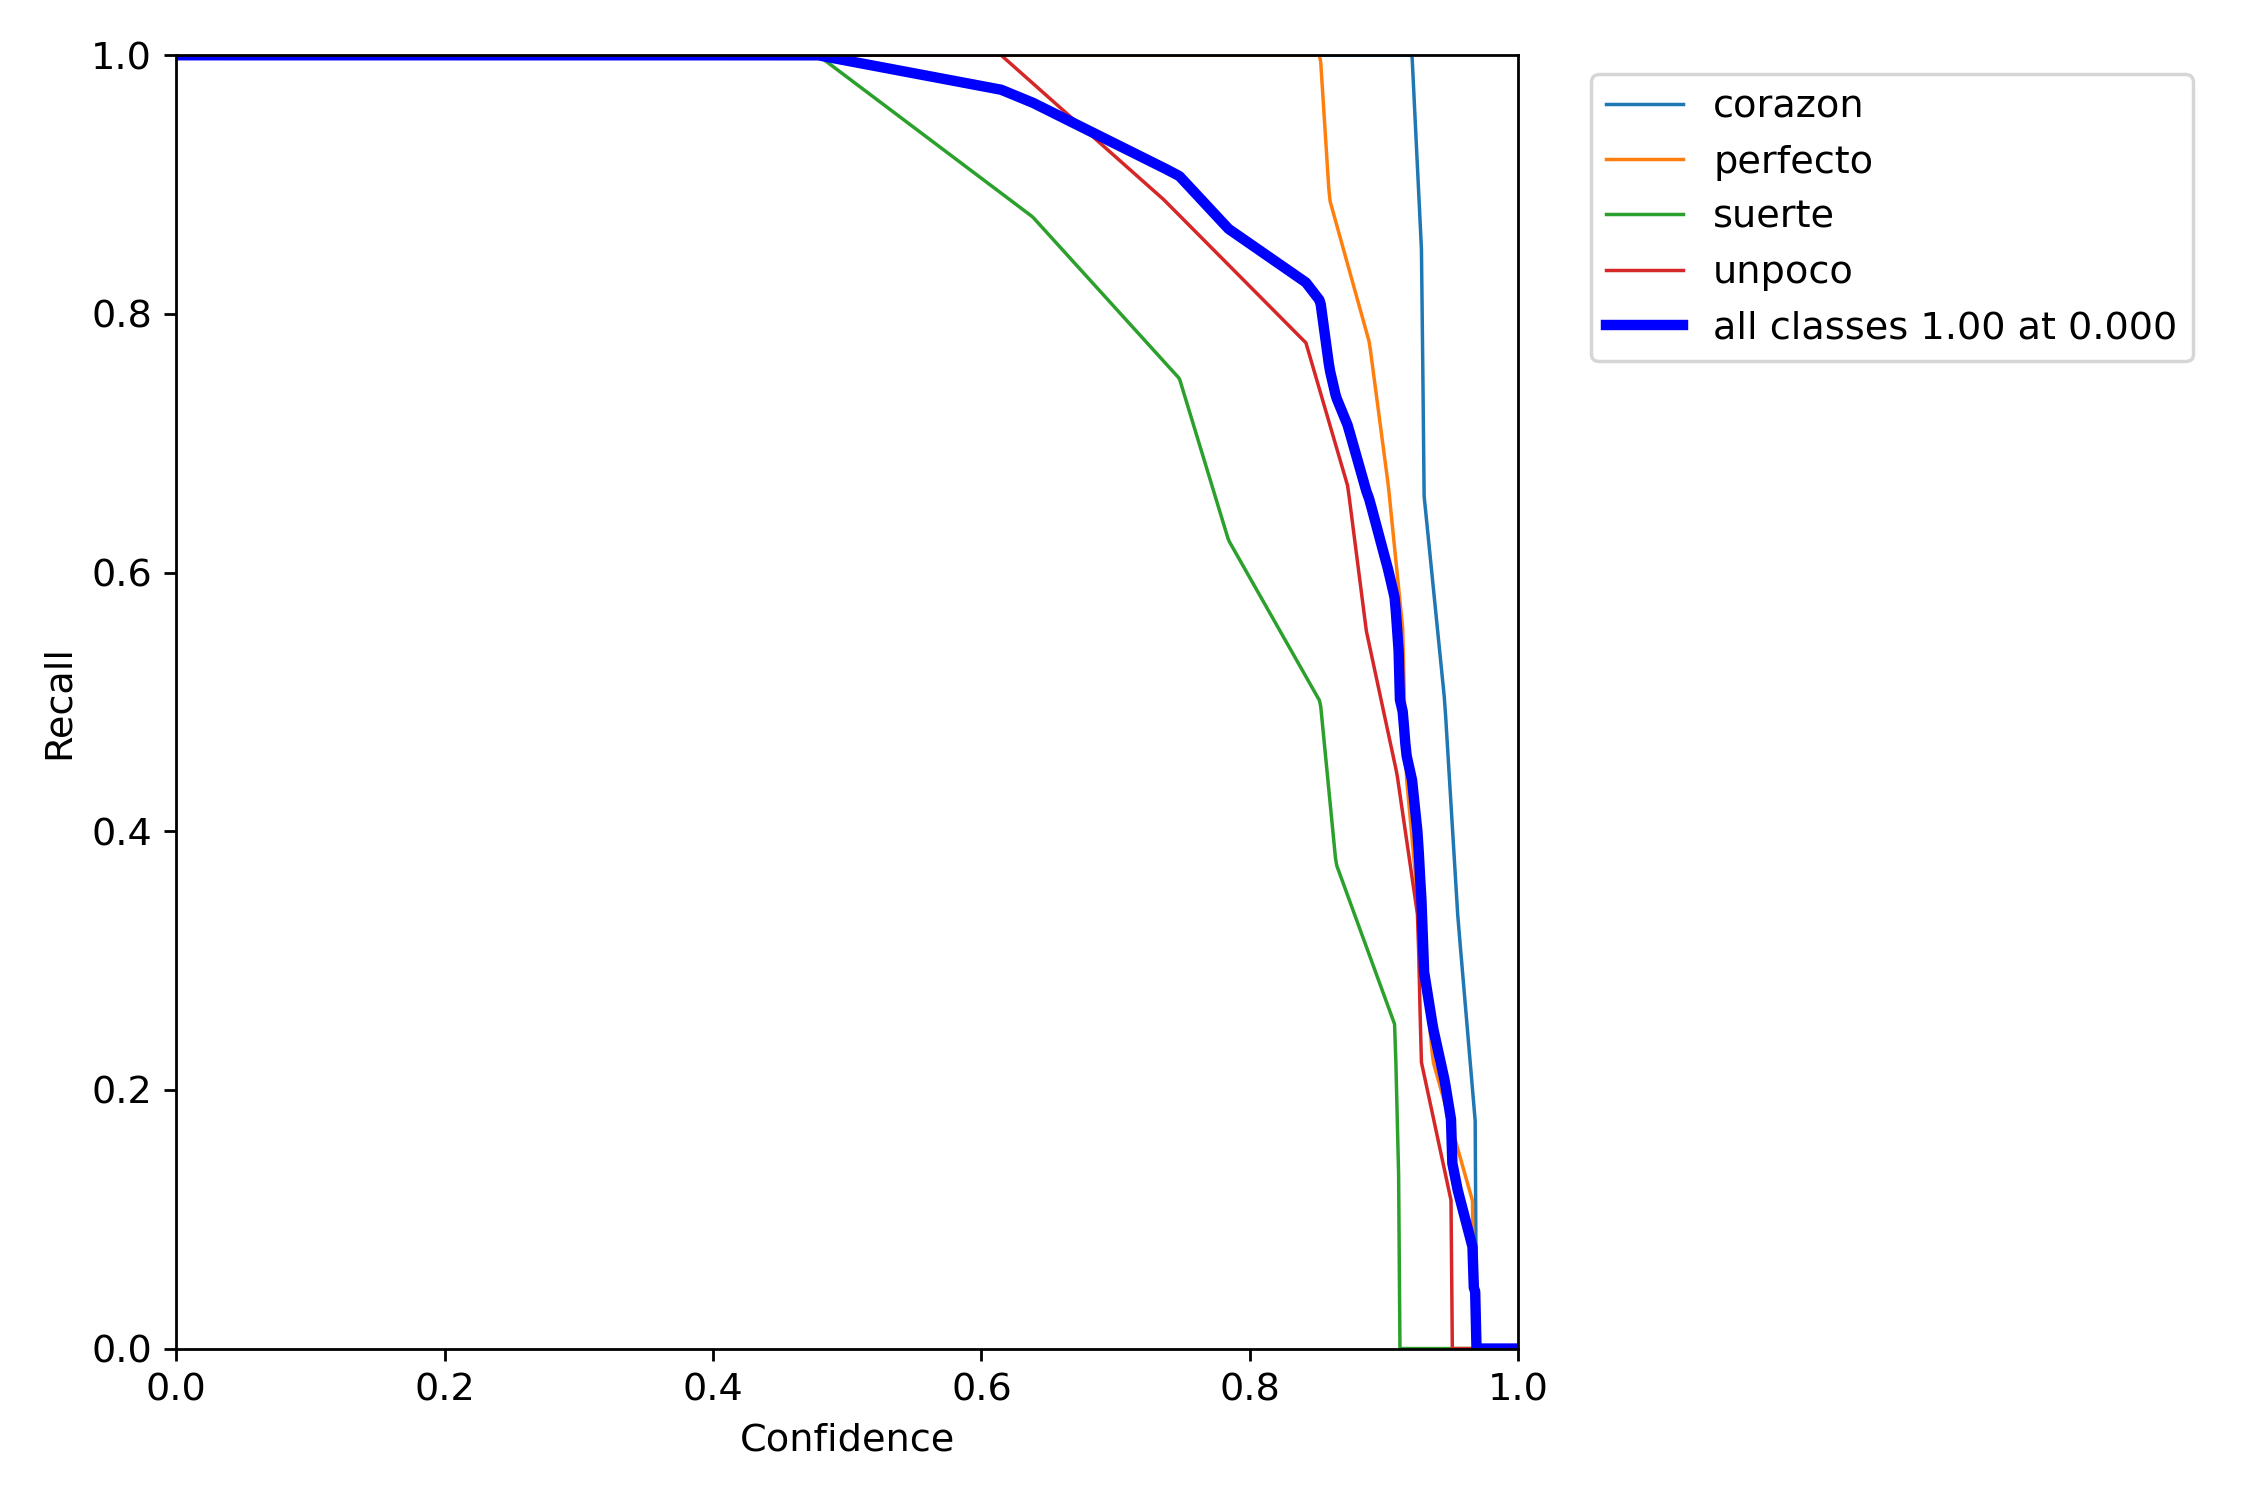 1.0
0.8
0.6
0.4
0.2
0.0
Recall
0.0 0.2 0.4 0.6 0.8 1.0
Confidence
corazon
perfecto
suerte
unpoco
all classes 1.00 at 0.000